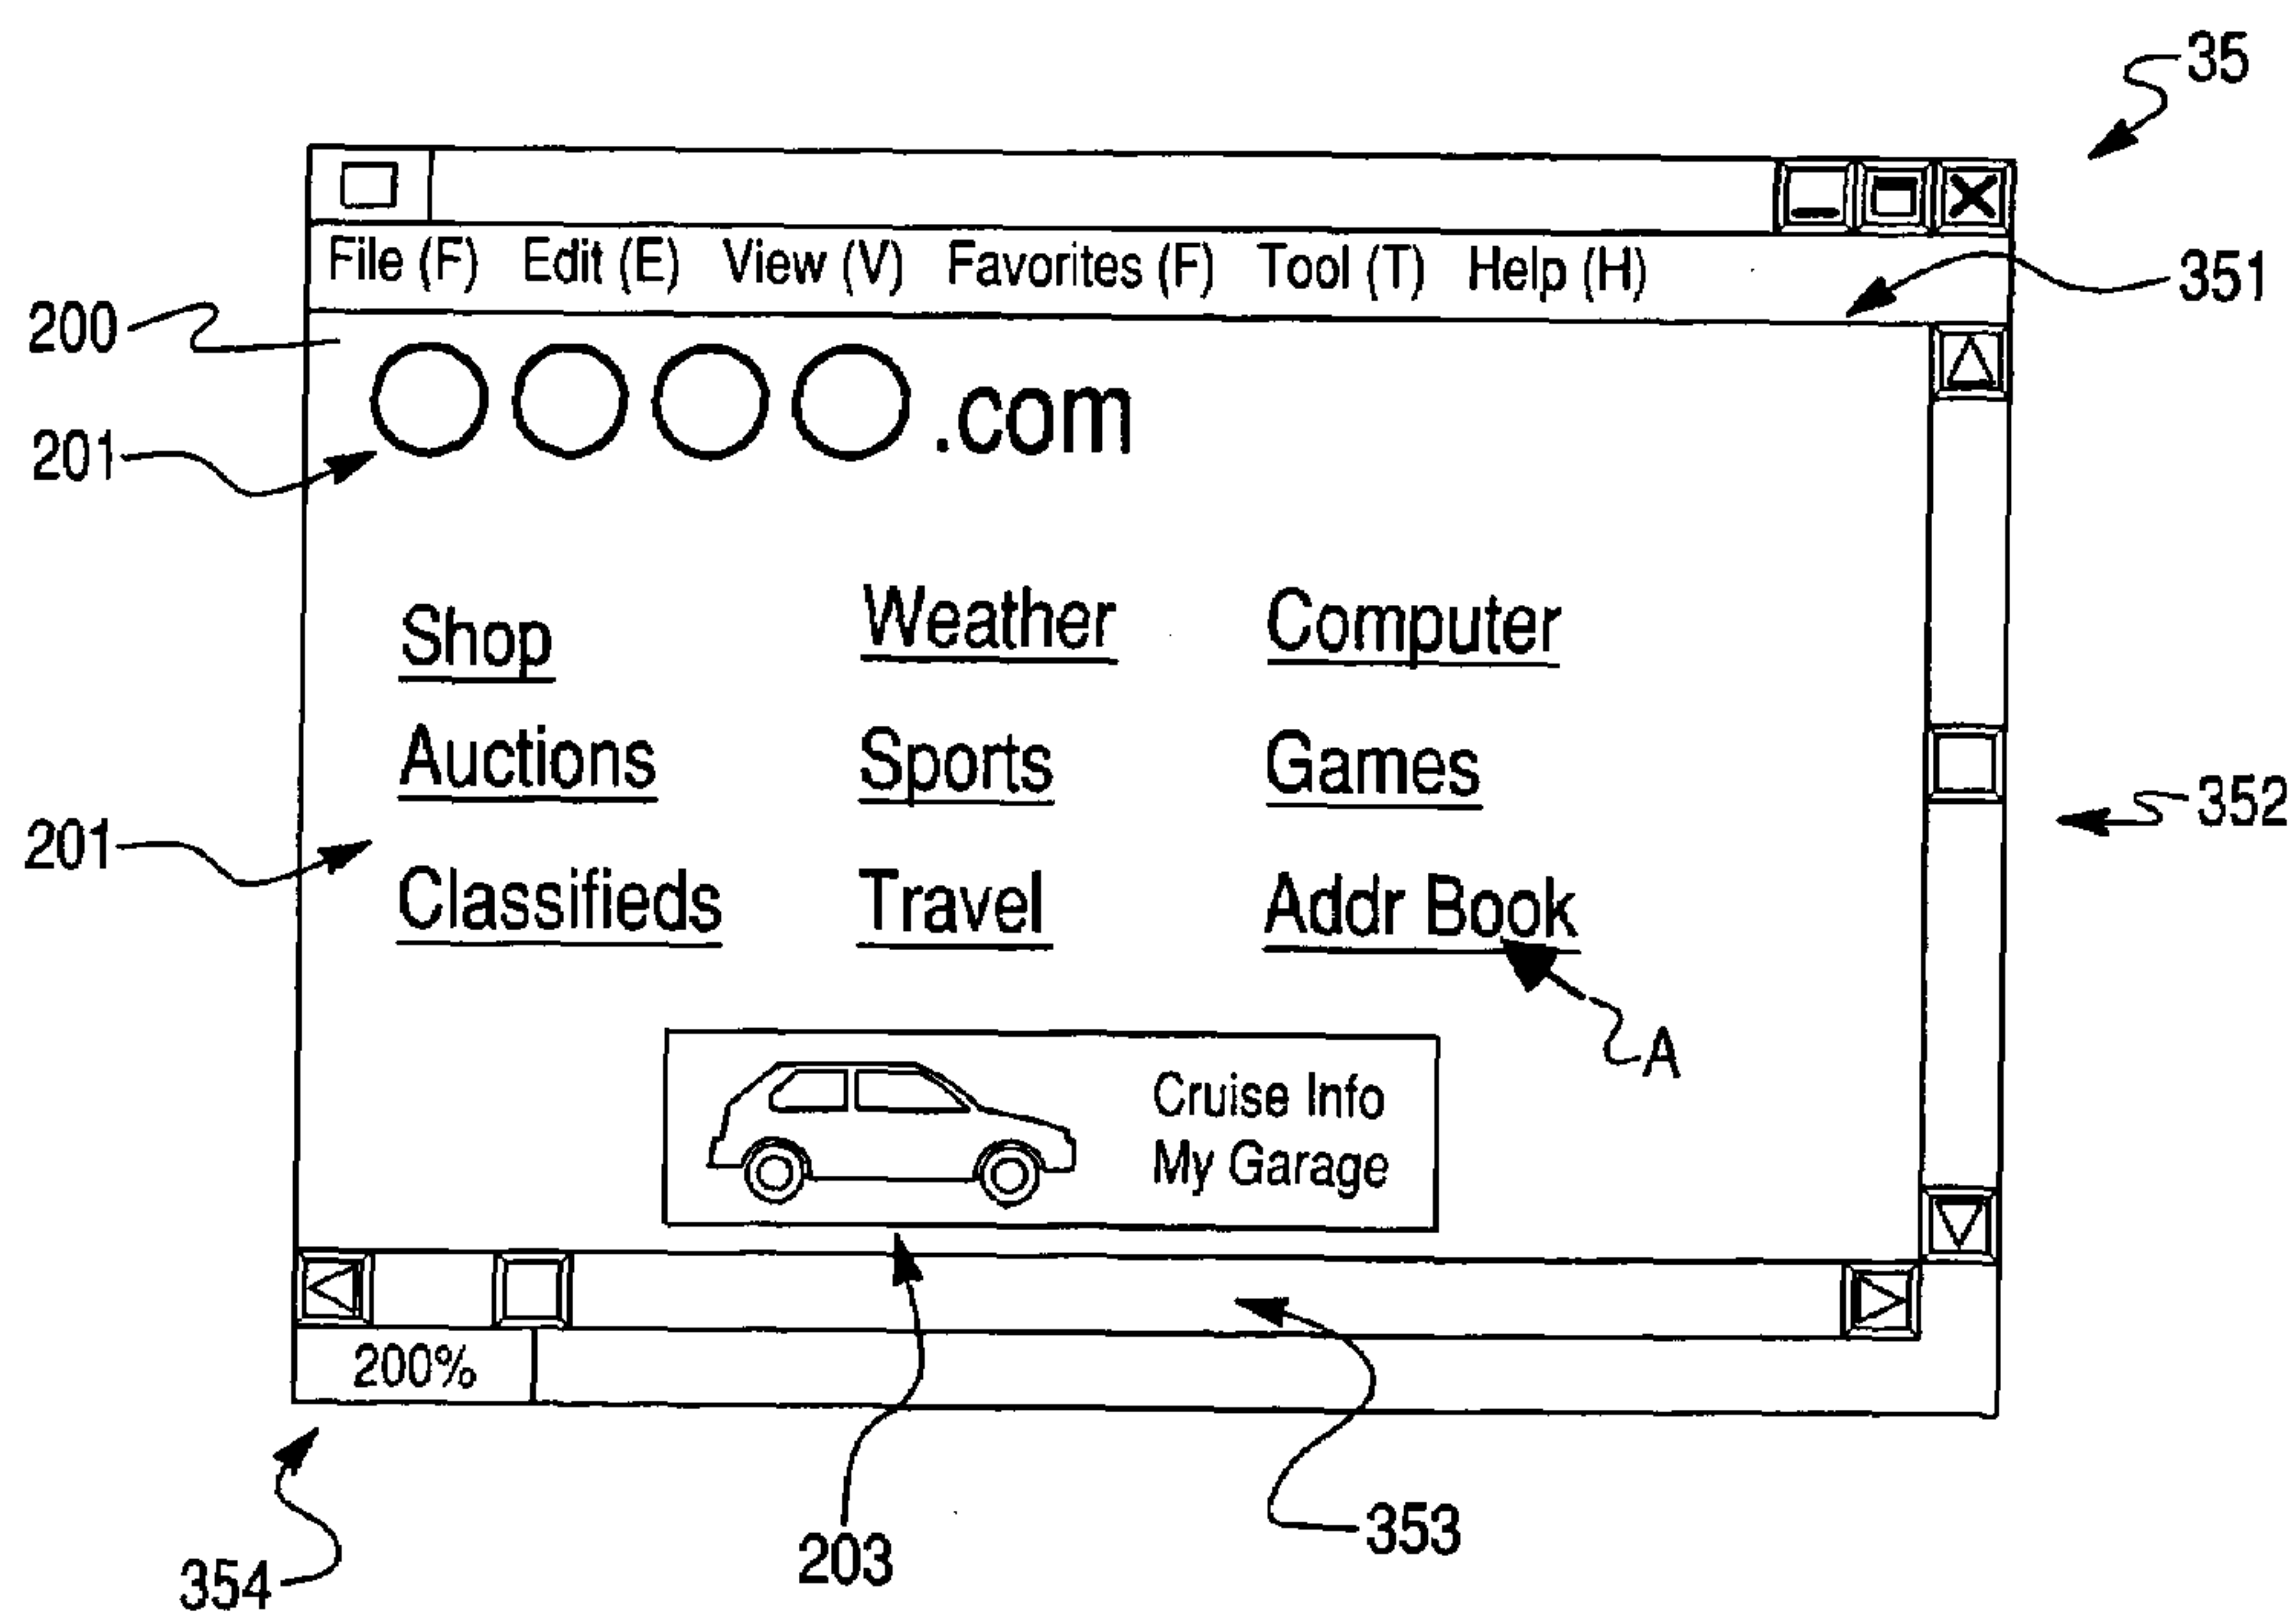 35
File (F) Edit (E) View (V) Favorites (F) Tool (T) Help (H)
351
200
.com
201
Shop Weather Computer
Auctions Sports Games
352
201
Classifieds Travel Addr Book
A
Cruise Info
My Garage
200%
353
203
354